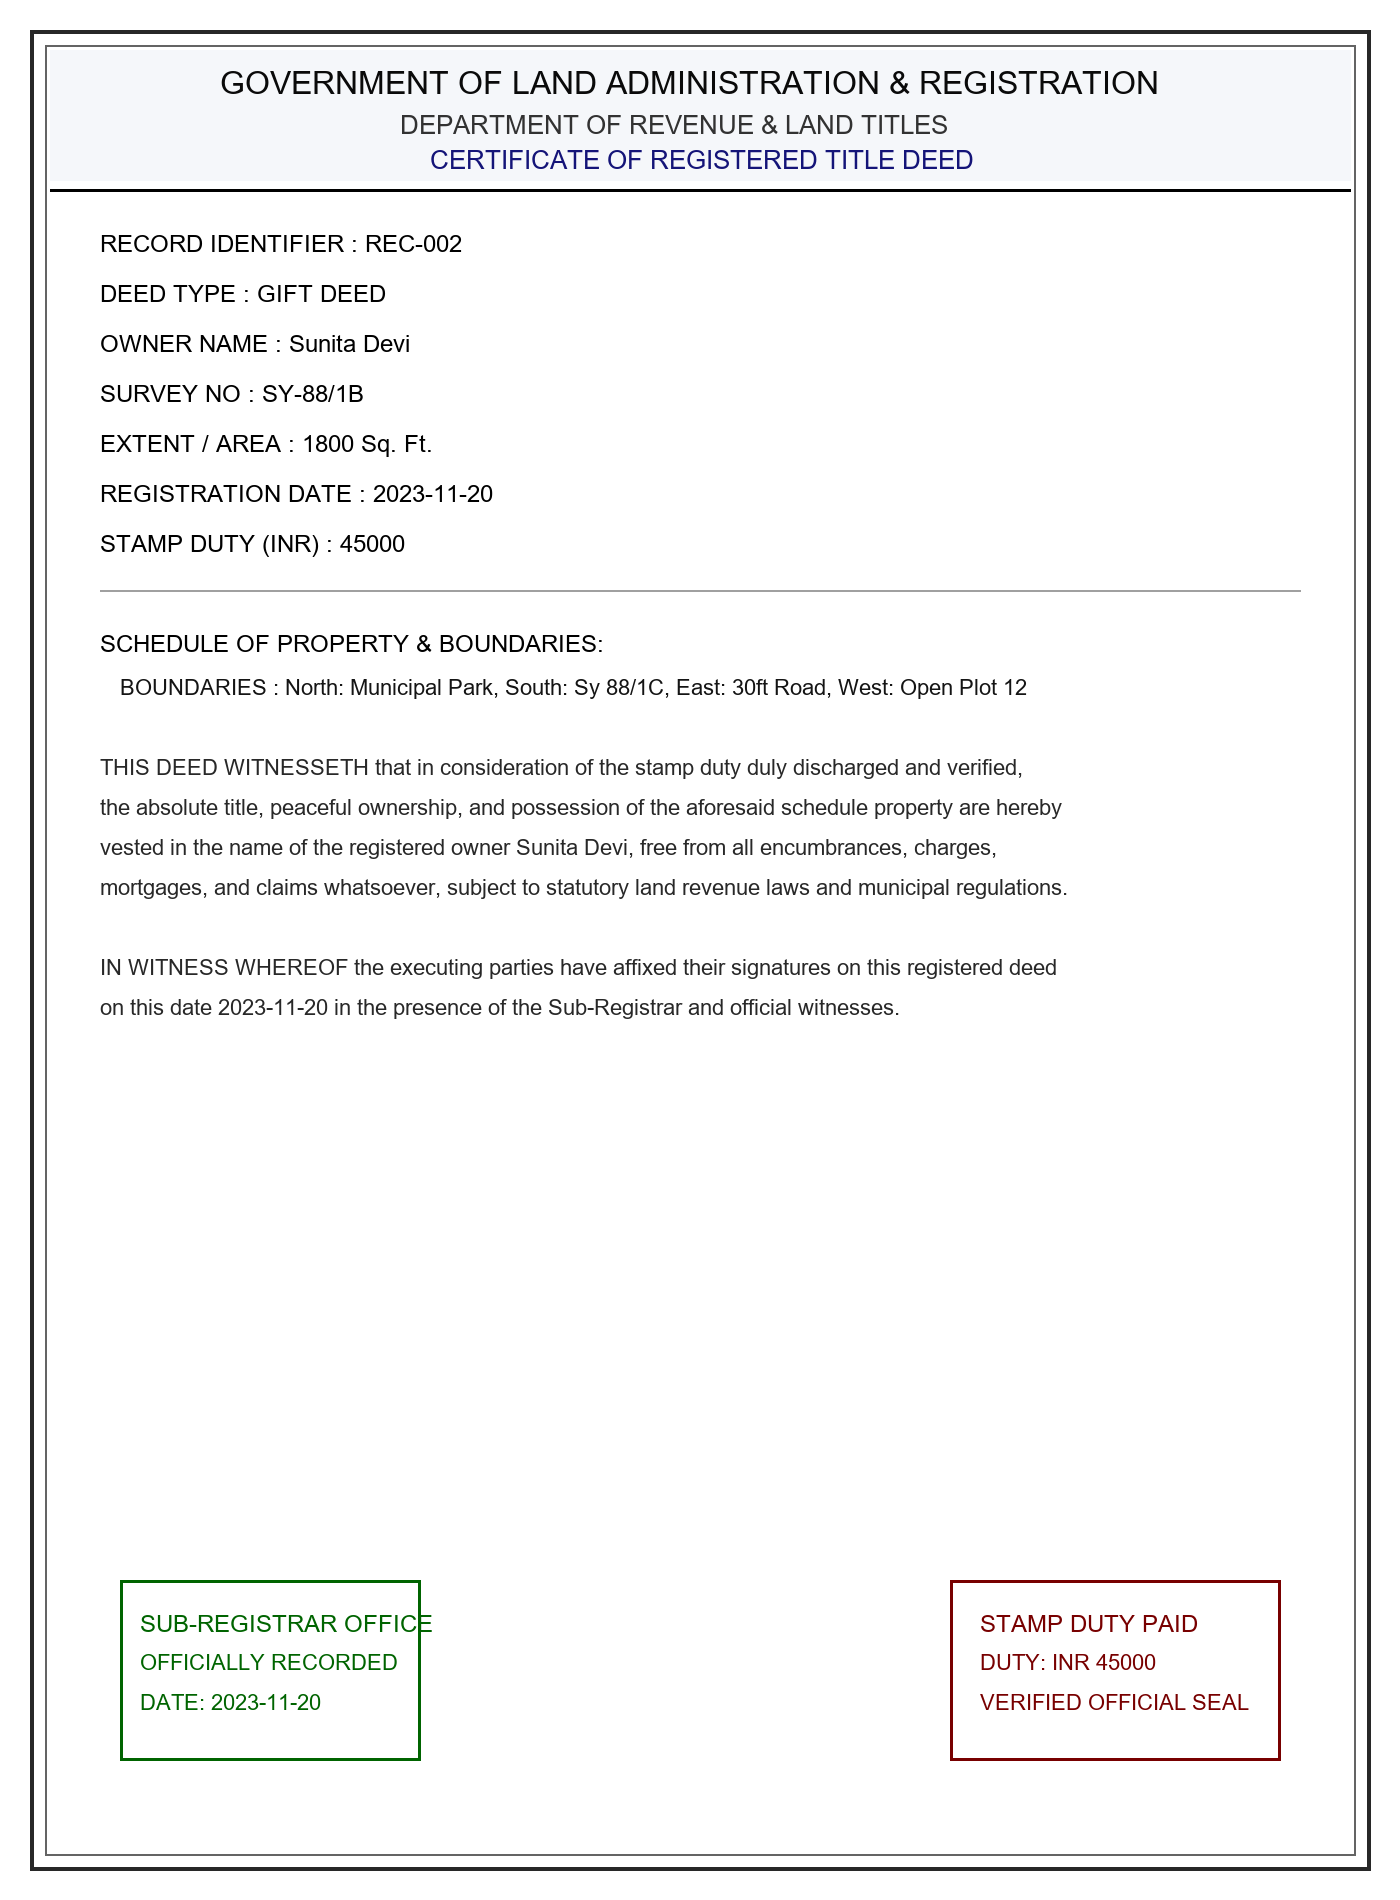 GOVERNMENT OF LAND ADMINISTRATION & REGISTRATION
DEPARTMENT OF REVENUE & LAND TITLES
CERTIFICATE OF REGISTERED TITLE DEED
RECORD IDENTIFIER : REC-002
DEED TYPE : GIFT DEED
OWNER NAME : Sunita Devi
SURVEY NO : SY-88/1B
EXTENT / AREA : 1800 Sq. Ft.
REGISTRATION DATE : 2023-11-20
STAMP DUTY (INR) : 45000
SCHEDULE OF PROPERTY & BOUNDARIES:
BOUNDARIES : North: Municipal Park, South: Sy 88/1C, East: 30ft Road, West: Open Plot 12
THIS DEED WITNESSETH that in consideration of the stamp duty duly discharged and verified,
the absolute title, peaceful ownership, and possession of the aforesaid schedule property are hereby
vested in the name of the registered owner Sunita Devi, free from all encumbrances, charges,
mortgages, and claims whatsoever, subject to statutory land revenue laws and municipal regulations.
IN WITNESS WHEREOF the executing parties have affixed their signatures on this registered deed
on this date 2023-11-20 in the presence of the Sub-Registrar and official witnesses.
SUB-REGISTRAR OFFICE
OFFICIALLY RECORDED
DATE: 2023-11-20
STAMP DUTY PAID
DUTY: INR 45000
VERIFIED OFFICIAL SEAL